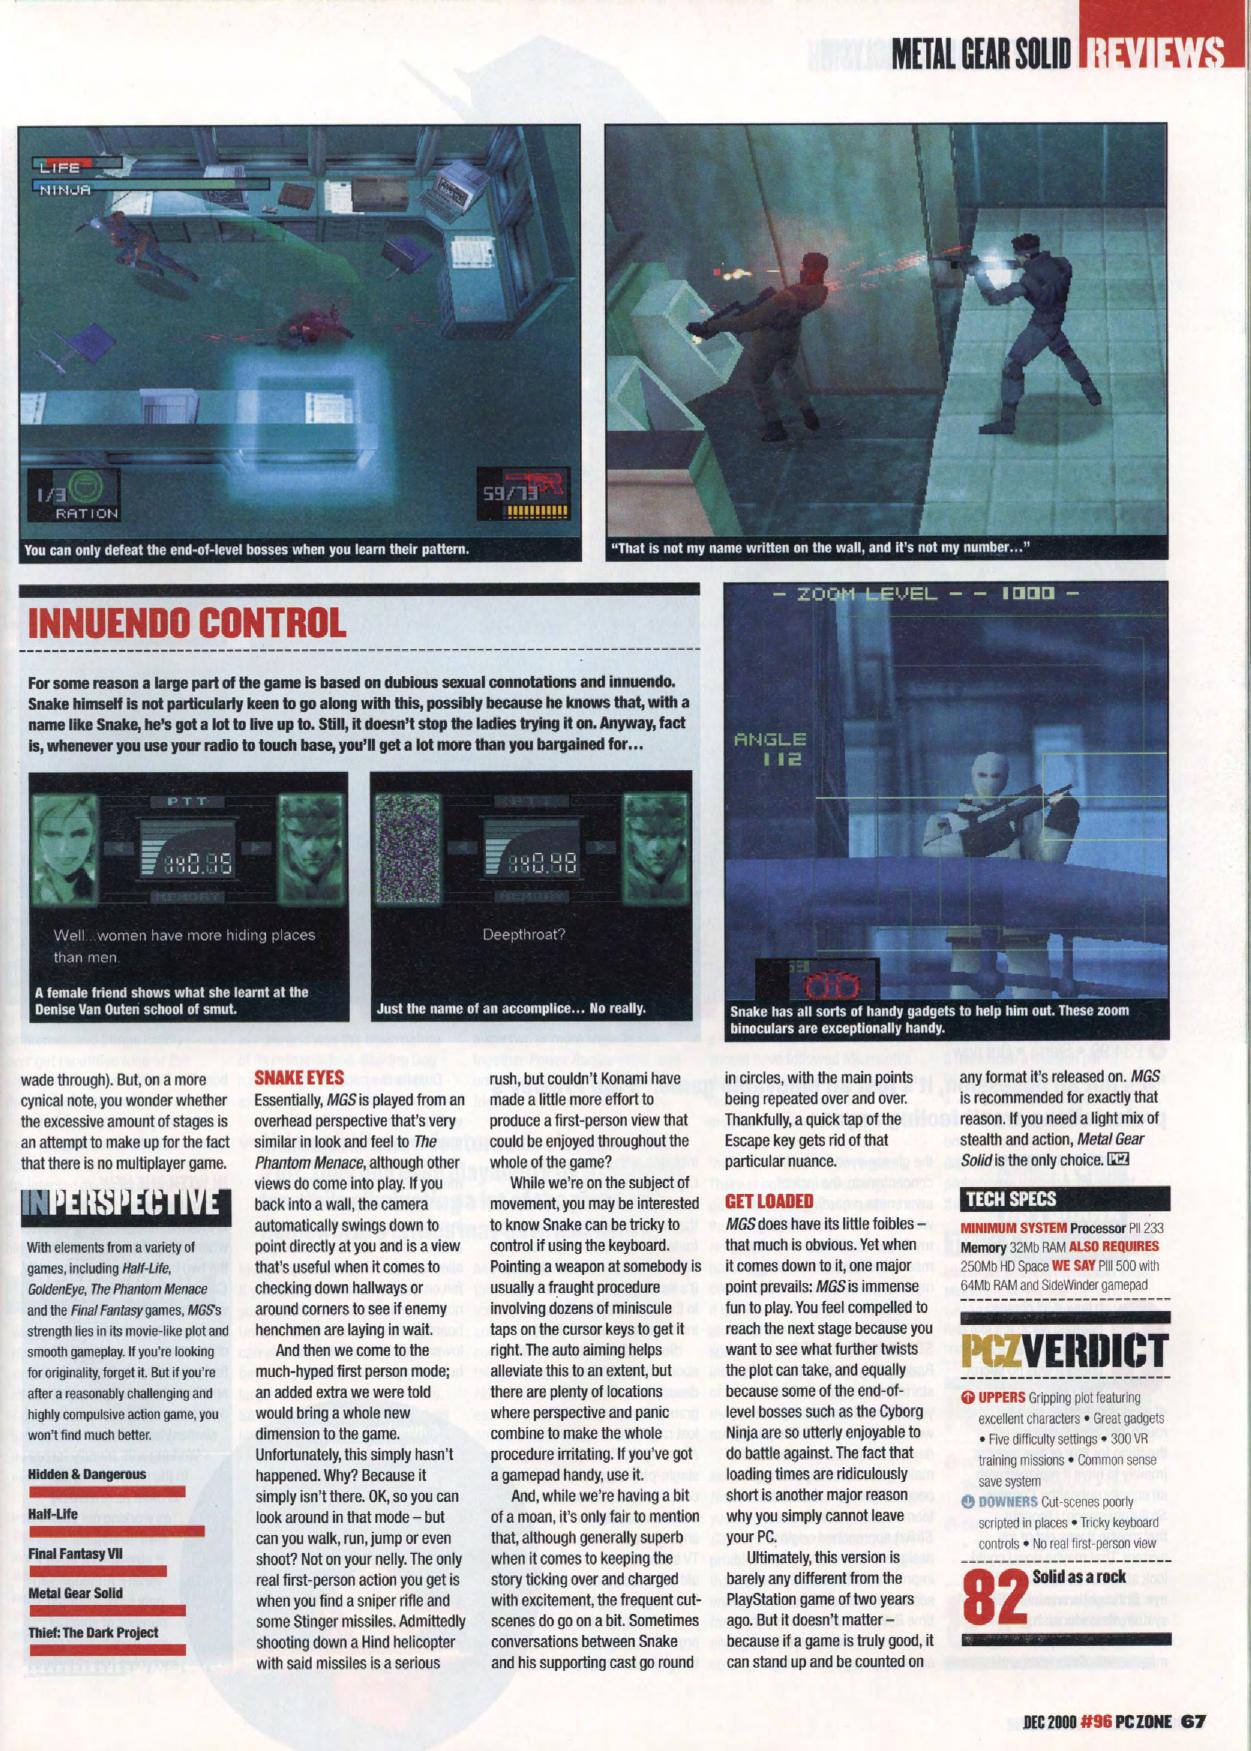 METAL GEAR SOLID REVIEWS
LIFE
NINJA
1/3
RATION
59/73
You can only defeat the end-of-level bosses when you learn their pattern.
"That is not my name written on the wall, and it's not my number..."
INNUENDO CONTROL
For some reason a large part of the game is based on dubious sexual connotations and innuendo.
Snake himself is not particularly keen to go along with this, possibly because he knows that, with a
name like Snake, he's got a lot to live up to. Still, it doesn't stop the ladies trying it on. Anyway, fact
is, whenever you use your radio to touch base, you'll get a lot more than you bargained for...
PTT
MEMORY
Well...women have more hiding places
than men.
A female friend shows what she learnt at the
Denise Van Outen school of smut.
PTT
MEMORY
Deepthroat?
Just the name of an accomplice... No really.
- ZOOM LEVEL - - 1000 -
ANGLE
112
Snake has all sorts of handy gadgets to help him out. These zoom
binoculars are exceptionally handy.
wade through). But, on a more
cynical note, you wonder whether
the excessive amount of stages is
an attempt to make up for the fact
that there is no multiplayer game.
INPERSPECTIVE
With elements from a variety of
games, including Half-Life,
GoldenEye, The Phantom Menace
and the Final Fantasy games, MGS's
strength lies in its movie-like plot and
smooth gameplay. If you're looking
for originality, forget it. But if you're
after a reasonably challenging and
highly compulsive action game, you
won't find much better.
Hidden & Dangerous
Half-Life
Final Fantasy VII
Metal Gear Solid
Thief: The Dark Project
SNAKE EYES
Essentially, MGS is played from an
overhead perspective that's very
similar in look and feel to The
Phantom Menace, although other
views do come into play. If you
back into a wall, the camera
automatically swings down to
point directly at you and is a view
that's useful when it comes to
checking down hallways or
around corners to see if enemy
henchmen are laying in wait.
And then we come to the
much-hyped first person mode;
an added extra we were told
would bring a whole new
dimension to the game.
Unfortunately, this simply hasn't
happened. Why? Because it
simply isn't there. OK, so you can
look around in that mode – but
can you walk, run, jump or even
shoot? Not on your nelly. The only
real first-person action you get is
when you find a sniper rifle and
some Stinger missiles. Admittedly
shooting down a Hind helicopter
with said missiles is a serious
rush, but couldn't Konami have
made a little more effort to
produce a first-person view that
could be enjoyed throughout the
whole of the game?
While we're on the subject of
movement, you may be interested
to know Snake can be tricky to
control if using the keyboard.
Pointing a weapon at somebody is
usually a fraught procedure
involving dozens of miniscule
taps on the cursor keys to get it
right. The auto aiming helps
alleviate this to an extent, but
there are plenty of locations
where perspective and panic
combine to make the whole
procedure irritating. If you've got
a gamepad handy, use it.
And, while we're having a bit
of a moan, it's only fair to mention
that, although generally superb
when it comes to keeping the
story ticking over and charged
with excitement, the frequent cut-
scenes do go on a bit. Sometimes
conversations between Snake
and his supporting cast go round
in circles, with the main points
being repeated over and over.
Thankfully, a quick tap of the
Escape key gets rid of that
particular nuance.
GET LOADED
MGS does have its little foibles –
that much is obvious. Yet when
it comes down to it, one major
point prevails: MGS is immense
fun to play. You feel compelled to
reach the next stage because you
want to see what further twists
the plot can take, and equally
because some of the end-of-
level bosses such as the Cyborg
Ninja are so utterly enjoyable to
do battle against. The fact that
loading times are ridiculously
short is another major reason
why you simply cannot leave
your PC.
Ultimately, this version is
barely any different from the
PlayStation game of two years
ago. But it doesn't matter –
because if a game is truly good, it
can stand up and be counted on
any format it's released on. MGS
is recommended for exactly that
reason. If you need a light mix of
stealth and action, Metal Gear
Solid is the only choice. PCZ
TECH SPECS
MINIMUM SYSTEM Processor PII 233
Memory 32Mb RAM ALSO REQUIRES
250Mb HD Space WE SAY PIII 500 with
64Mb RAM and SideWinder gamepad
PCZVERDICT
UPPERS Gripping plot featuring
excellent characters • Great gadgets
• Five difficulty settings • 300 VR
training missions • Common sense
save system
DOWNERS Cut-scenes poorly
scripted in places • Tricky keyboard
controls • No real first-person view
82 Solid as a rock
DEC 2000 #96 PC ZONE 67